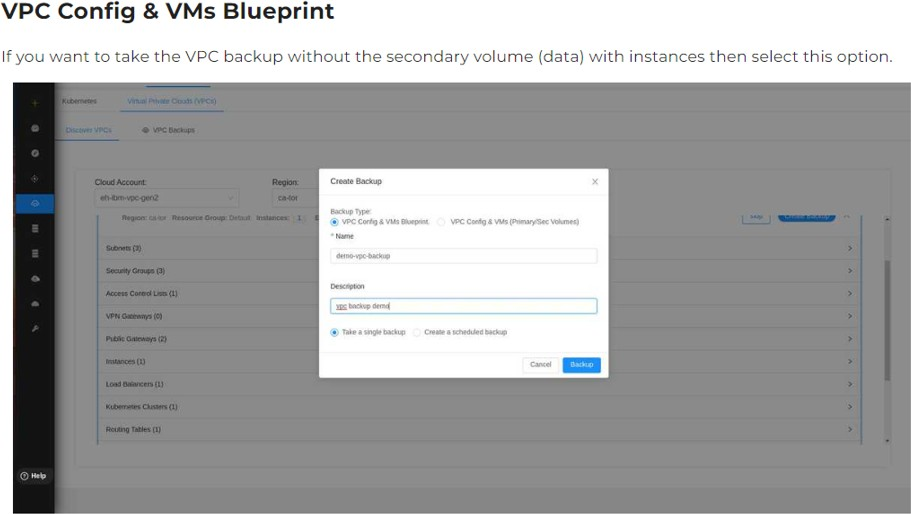 VPC Config & VMs Blueprint
If you want to take the VPC backup without the secondary volume (data) with instances then select this option.
Kubernetes Virtual Private Clouds (VPCs)
Discover VPCs VPC Backups
Cloud Account: Region:
eh-ibm-vpc-gen2 ca-tor
Region: ca-tor Resource Group: Default Instances: 1
Create Backup
Subnets (3)
Security Groups (3)
Access Control Lists (1)
VPN Gateways (0)
Public Gateways (2)
Instances (1)
Load Balancers (1)
Kubernetes Clusters (1)
Routing Tables (1)
Help
Create Backup
Backup Type:
VPC Config & VMs Blueprint. VPC Config & VMs (Primary/Sec Volumes)
* Name
demo-vpc-backup
Description
vpc backup demo
Take a single backup Create a scheduled backup
Cancel Backup